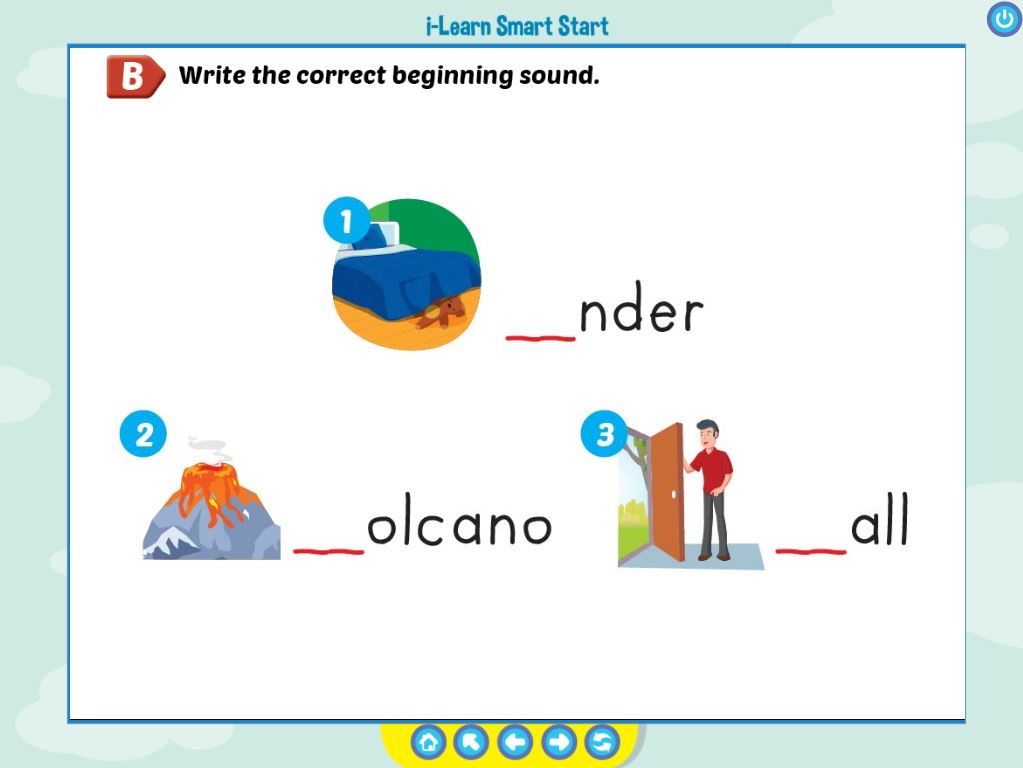 i-Learn Smart Start
B Write the correct beginning sound.
1
__nder
2
__olcano
3
__all